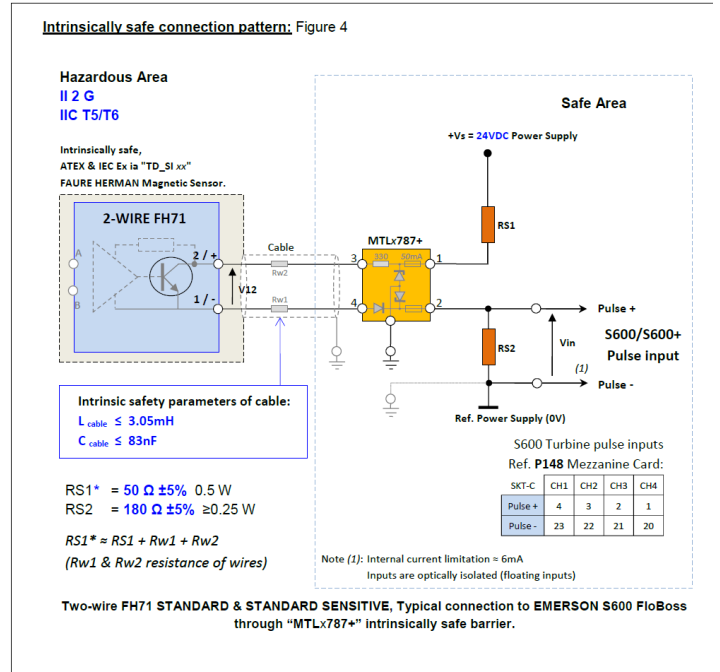 Intrinsically safe connection pattern: Figure 4
Hazardous Area
II 2 G
IIC T5/T6
Safe Area
+Vs = 24VDC Power Supply
Intrinsically safe,
ATEX & IEC Ex ia "TD_SI xx"
FAURE HERMAN Magnetic Sensor.
RS1
2-WIRE FH71
A
B
2 / +
1 / -
V12
Cable
Rw2
Rw1
MTLx787+
3
330
50mA
1
4
2
RS2
Vin
(1)
Pulse +
S600/S600+
Pulse input
Pulse -
Ref. Power Supply (0V)
Intrinsic safety parameters of cable:
L cable ≤ 3.05mH
C cable ≤ 83nF
S600 Turbine pulse inputs
Ref. P148 Mezzanine Card:
SKT-C CH1 CH2 CH3 CH4
Pulse + 4 3 2 1
Pulse - 23 22 21 20
RS1* = 50 Ω ±5% 0.5 W
RS2 = 180 Ω ±5% ≥0.25 W
RS1* ≈ RS1 + Rw1 + Rw2
(Rw1 & Rw2 resistance of wires)
Note (1): Internal current limitation ≈ 6mA
Inputs are optically isolated (floating inputs)
Two-wire FH71 STANDARD & STANDARD SENSITIVE, Typical connection to EMERSON S600 FloBoss
through “MTLx787+” intrinsically safe barrier.